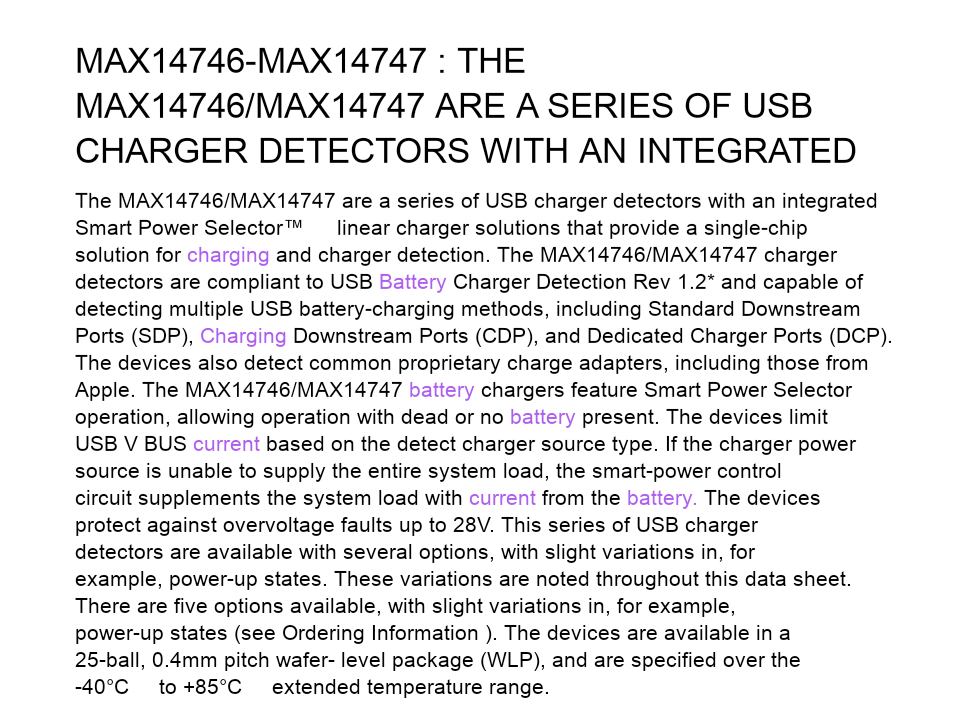 MAX14746-MAX14747 : THE
MAX14746/MAX14747 ARE A SERIES OF USB
CHARGER DETECTORS WITH AN INTEGRATED
The MAX14746/MAX14747 are a series of USB charger detectors with an integrated
Smart Power Selector™ linear charger solutions that provide a single-chip
solution for charging and charger detection. The MAX14746/MAX14747 charger
detectors are compliant to USB Battery Charger Detection Rev 1.2* and capable of
detecting multiple USB battery-charging methods, including Standard Downstream
Ports (SDP), Charging Downstream Ports (CDP), and Dedicated Charger Ports (DCP).
The devices also detect common proprietary charge adapters, including those from
Apple. The MAX14746/MAX14747 battery chargers feature Smart Power Selector
operation, allowing operation with dead or no battery present. The devices limit
USB V BUS current based on the detect charger source type. If the charger power
source is unable to supply the entire system load, the smart-power control
circuit supplements the system load with current from the battery. The devices
protect against overvoltage faults up to 28V. This series of USB charger
detectors are available with several options, with slight variations in, for
example, power-up states. These variations are noted throughout this data sheet.
There are five options available, with slight variations in, for example,
power-up states (see Ordering Information ). The devices are available in a
25-ball, 0.4mm pitch wafer- level package (WLP), and are specified over the
-40°C to +85°C extended temperature range.